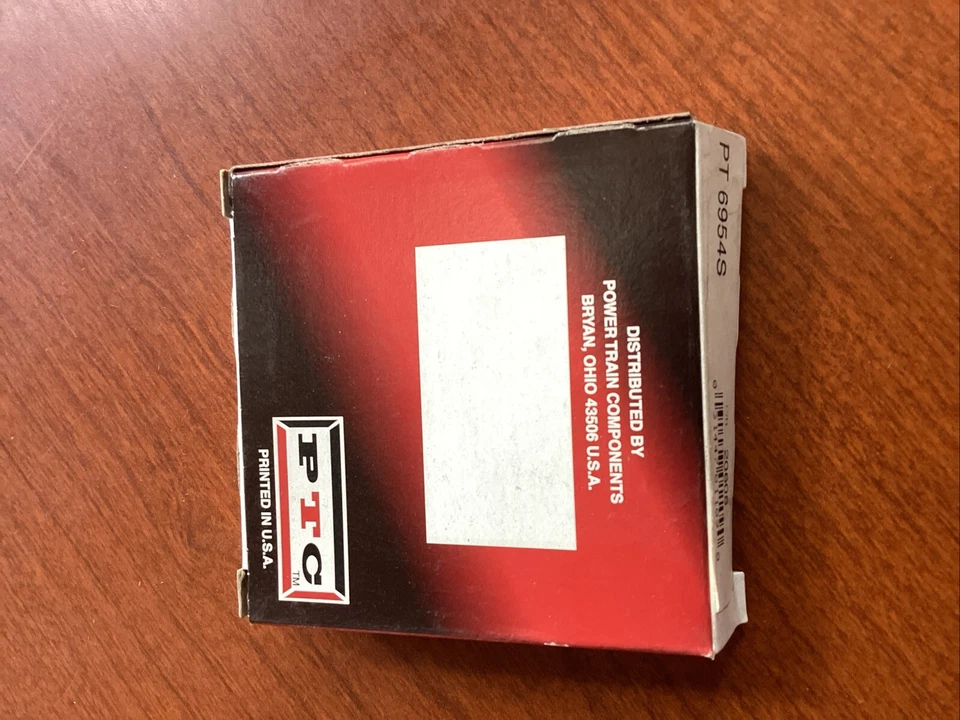 PT 6954S
DISTRIBUTED BY
POWER TRAIN COMPONENTS
BRYAN, OHIO 43506 U.S.A.
PTC TM
PRINTED IN U.S.A.